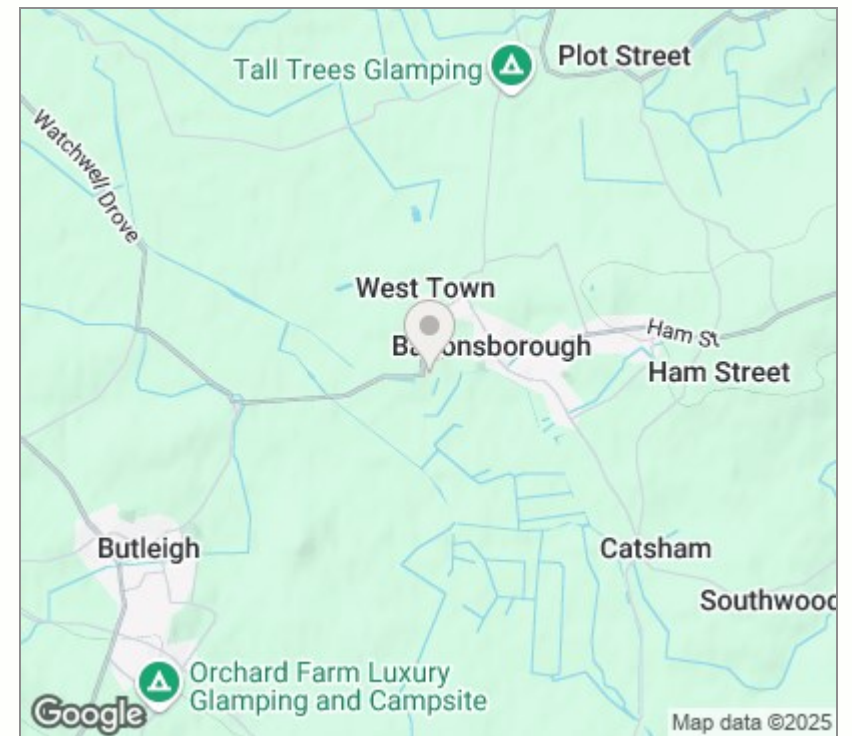 Tall Trees Glamping
Plot Street
Watchwell Drove
West Town
Ham St
Ham Street
Butleigh
Catsham
Southwood
Orchard Farm Luxury
Glamping and Campsite
Google
Map data ©2025